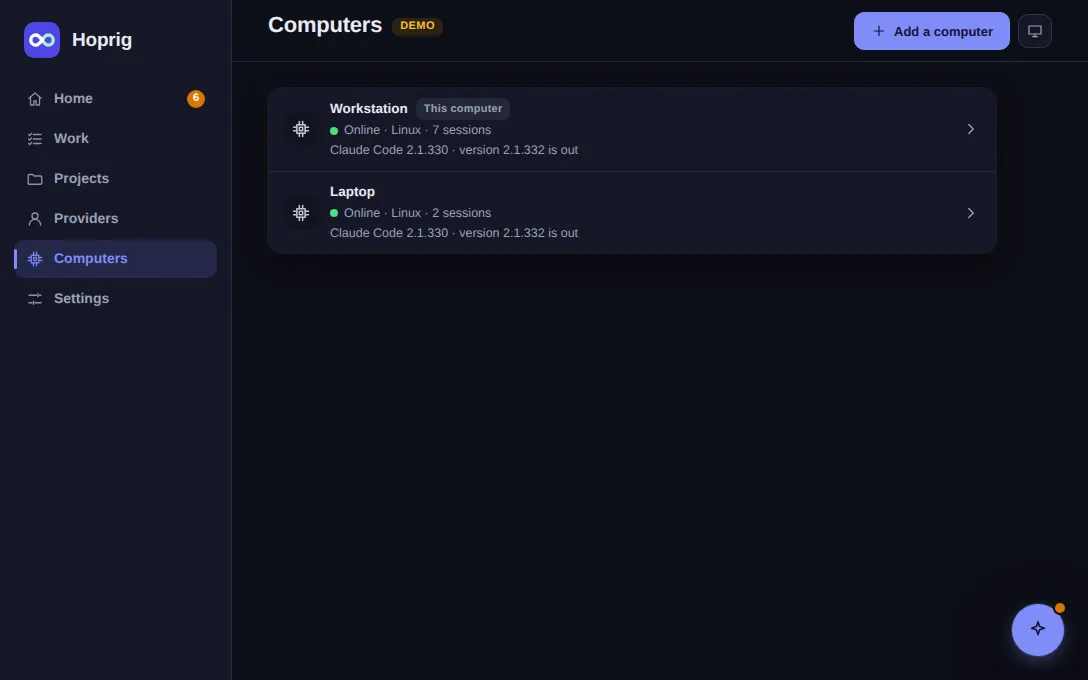 Hoprig
Home
6
Work
Projects
Providers
Computers
Settings
Computers DEMO
Add a computer
Workstation This computer
Online · Linux · 7 sessions
Claude Code 2.1.330 · version 2.1.332 is out
Laptop
Online · Linux · 2 sessions
Claude Code 2.1.330 · version 2.1.332 is out